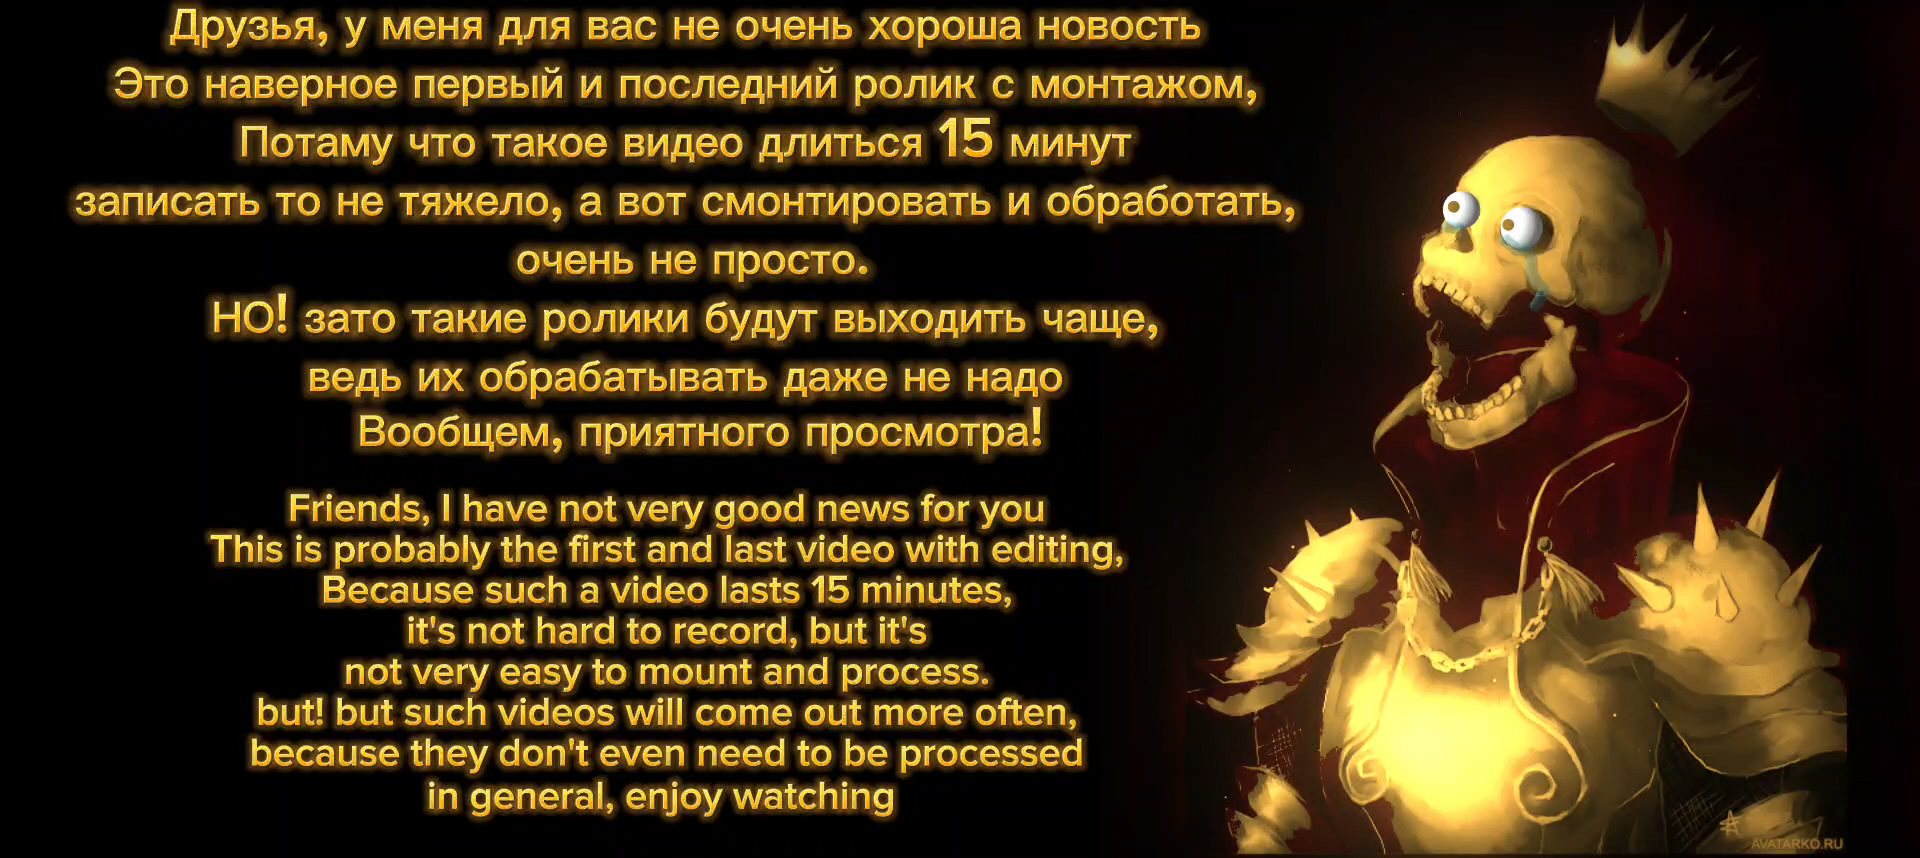 Друзья, у меня для вас не очень хороша новость
Это наверное первый и последний ролик с монтажом,
Потаму что такое видео длиться 15 минут
записать то не тяжело, а вот смонтировать и обработать,
очень не просто.
НО! зато такие ролики будут выходить чаще,
ведь их обрабатывать даже не надо
Вообщем, приятного просмотра!
Friends, I have not very good news for you
This is probably the first and last video with editing,
Because such a video lasts 15 minutes,
it's not hard to record, but it's
not very easy to mount and process.
but! but such videos will come out more often,
because they don't even need to be processed
in general, enjoy watching
AVATARKO.RU